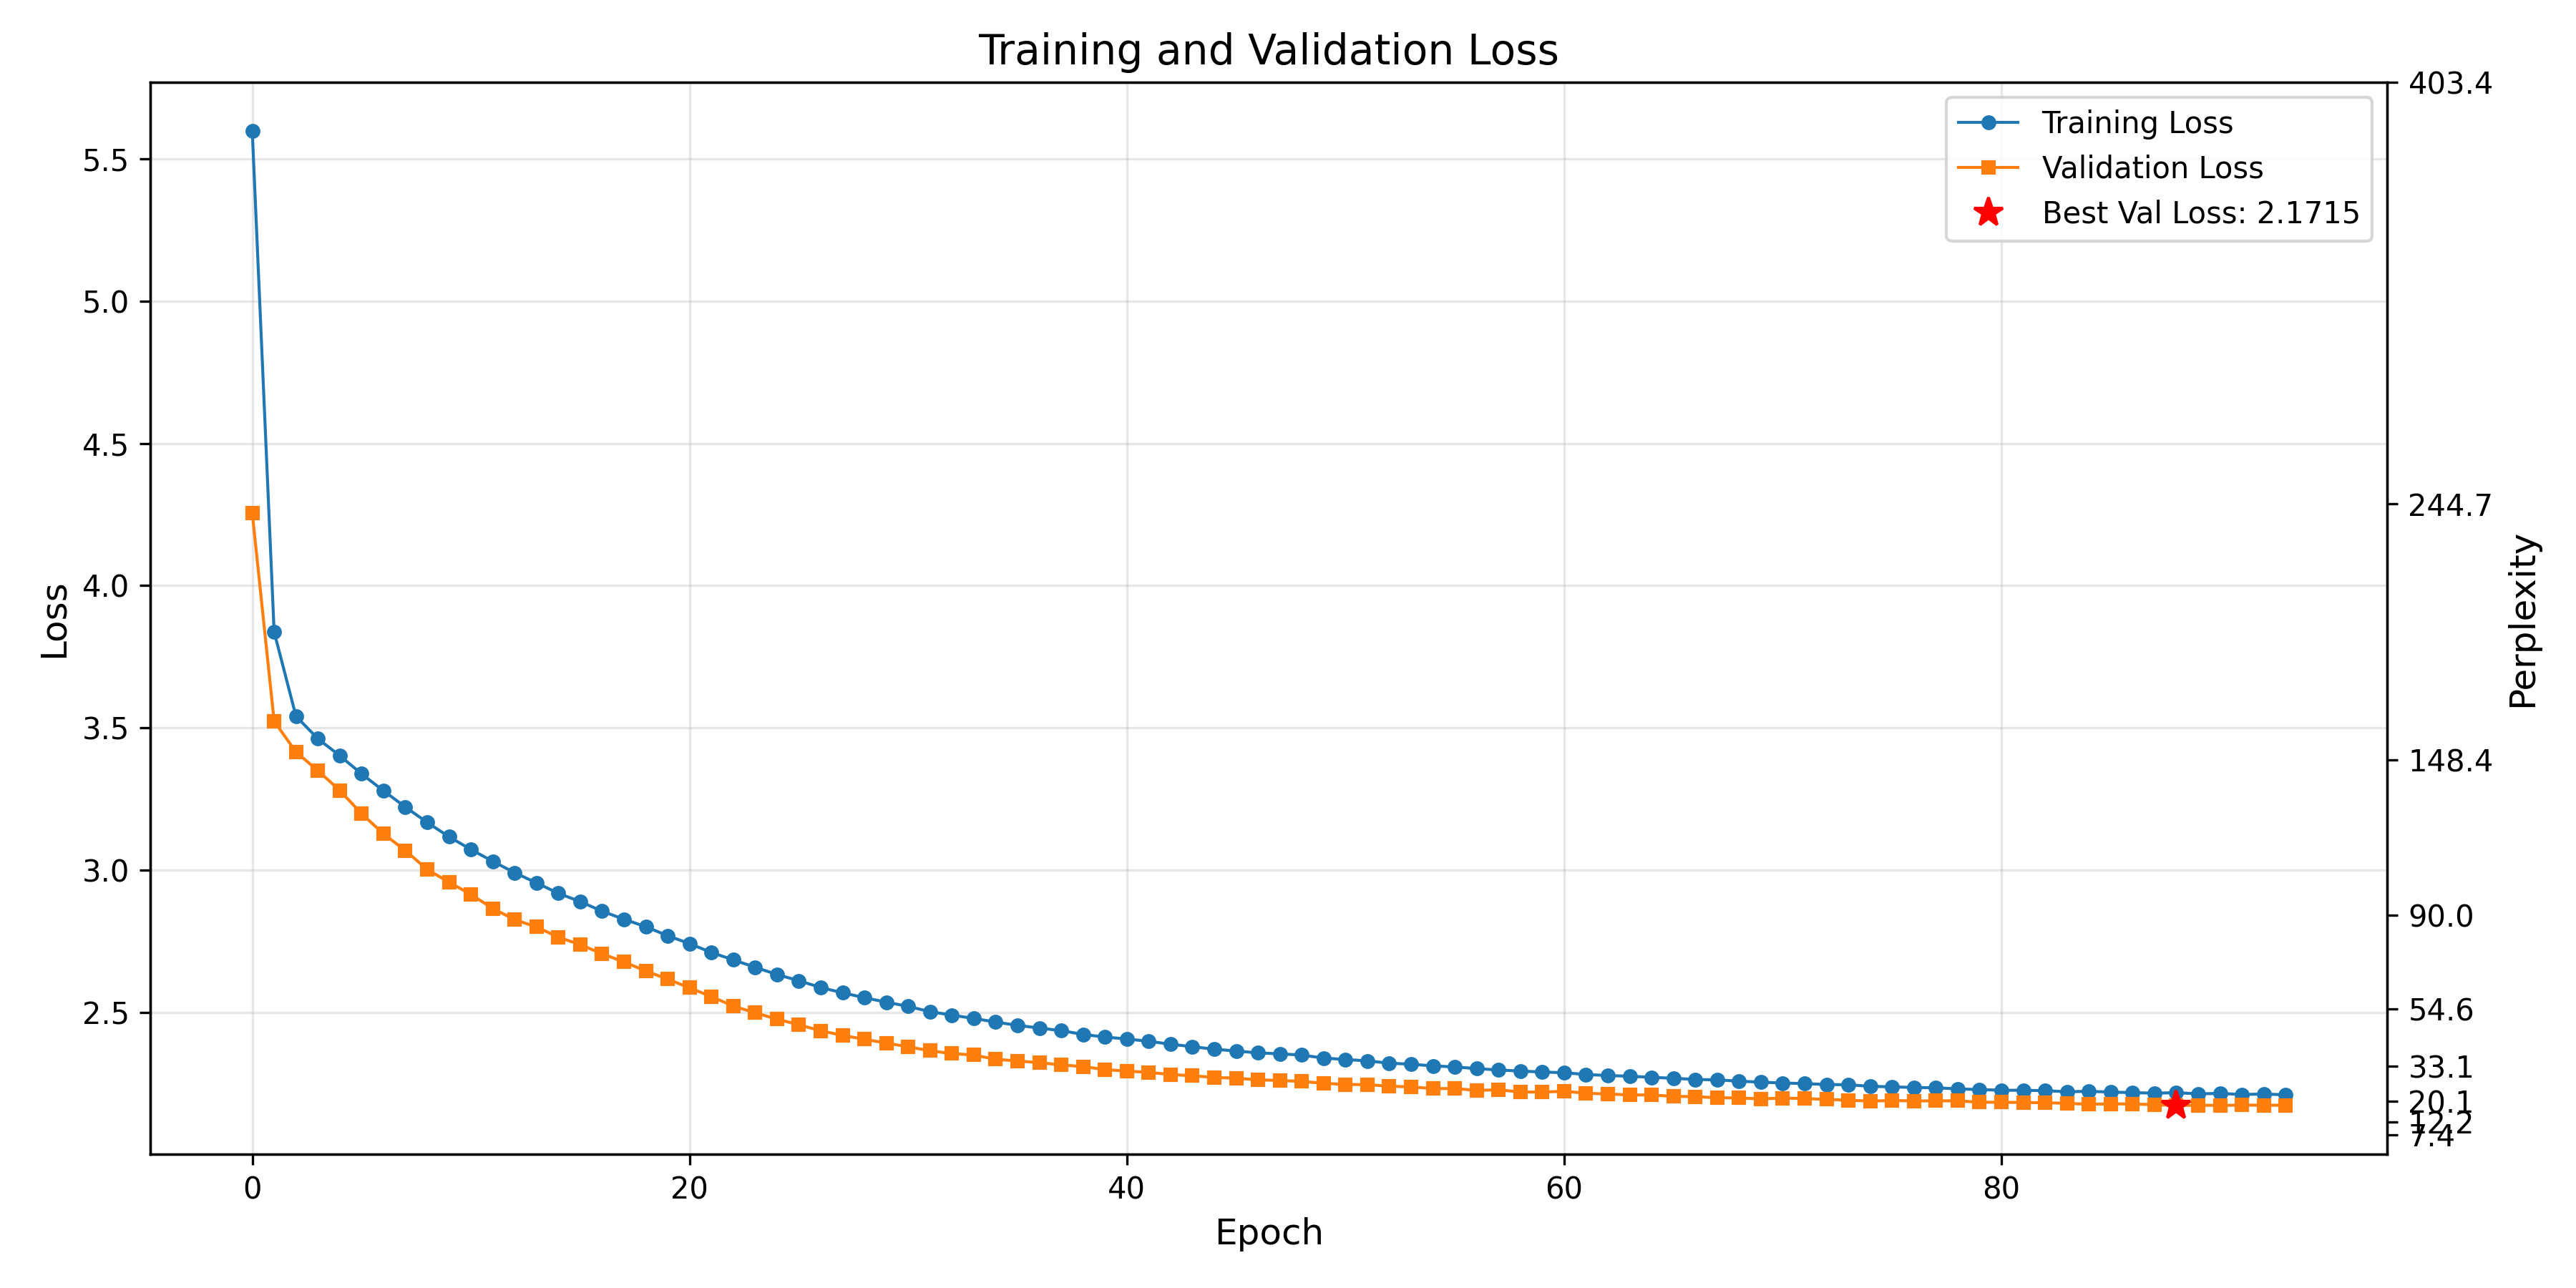 Training and Validation Loss
Training Loss
Validation Loss
Best Val Loss: 2.1715
Loss
5.5
5.0
4.5
4.0
3.5
3.0
2.5
Perplexity
403.4
244.7
148.4
90.0
54.6
33.1
20.1
12.2
7.4
0 20 40 60 80
Epoch